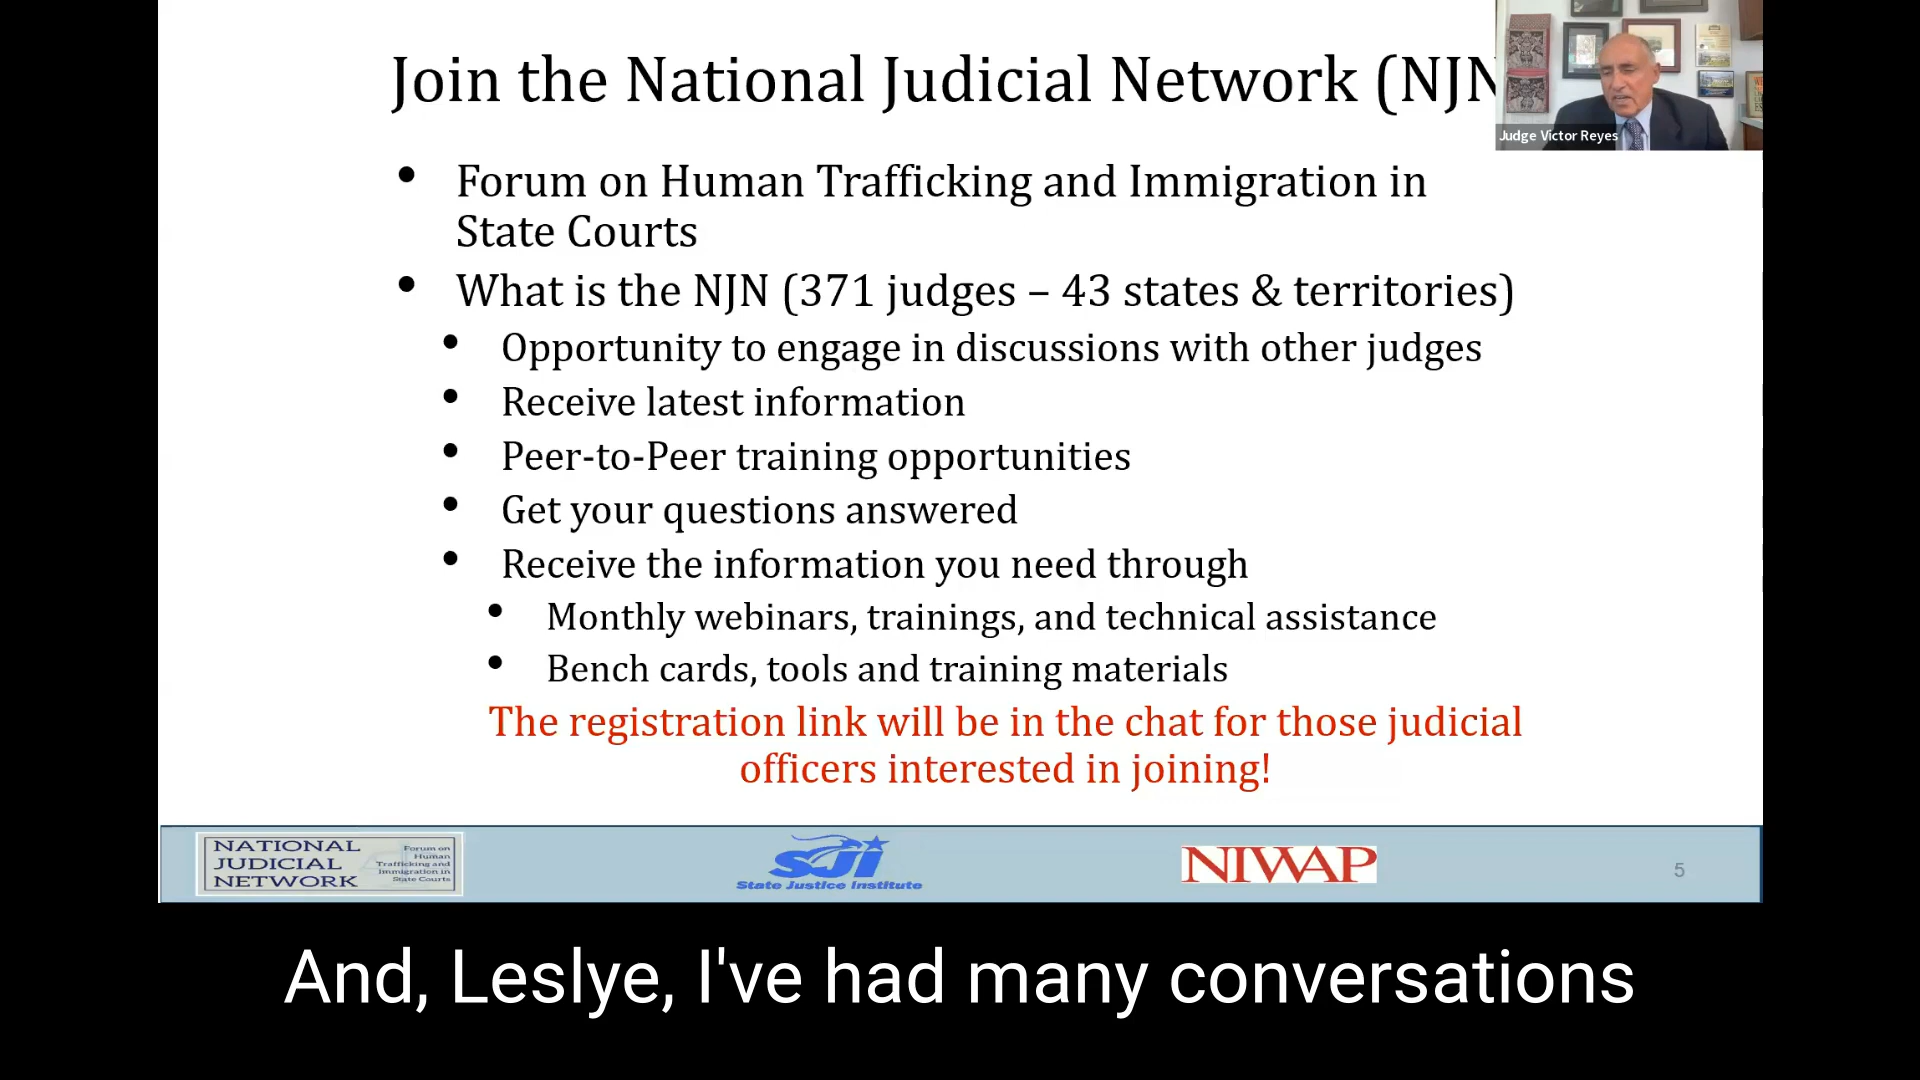 Join the National Judicial Network (NJN
Judge Victor Reyes
• Forum on Human Trafficking and Immigration in
State Courts
• What is the NJN (371 judges – 43 states & territories)
• Opportunity to engage in discussions with other judges
• Receive latest information
• Peer-to-Peer training opportunities
• Get your questions answered
• Receive the information you need through
• Monthly webinars, trainings, and technical assistance
• Bench cards, tools and training materials
The registration link will be in the chat for those judicial
officers interested in joining!
NATIONAL
JUDICIAL
NETWORK
Forum on
Human
Trafficking and
Immigration in
State Courts
SJI
State Justice Institute
NIWAP
5
And, Leslye, I've had many conversations